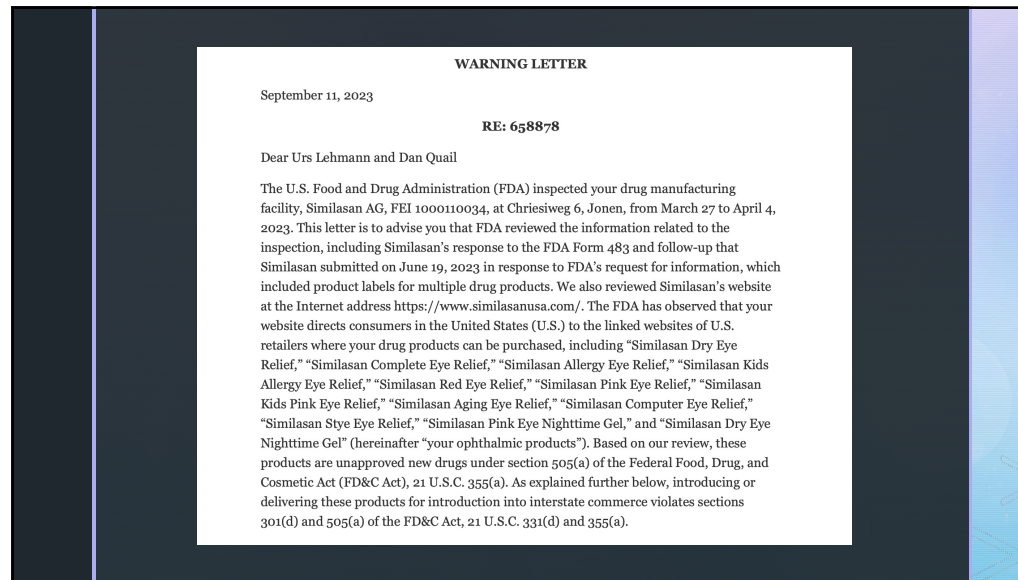 WARNING LETTER
September 11, 2023
RE: 658878
Dear Urs Lehmann and Dan Quail
The U.S. Food and Drug Administration (FDA) inspected your drug manufacturing
facility, Similasan AG, FEI 1000110034, at Chriesiweg 6, Jonen, from March 27 to April 4,
2023. This letter is to advise you that FDA reviewed the information related to the
inspection, including Similasan’s response to the FDA Form 483 and follow-up that
Similasan submitted on June 19, 2023 in response to FDA’s request for information, which
included product labels for multiple drug products. We also reviewed Similasan’s website
at the Internet address https://www.similasanusa.com/. The FDA has observed that your
website directs consumers in the United States (U.S.) to the linked websites of U.S.
retailers where your drug products can be purchased, including “Similasan Dry Eye
Relief,” “Similasan Complete Eye Relief,” “Similasan Allergy Eye Relief,” “Similasan Kids
Allergy Eye Relief,” “Similasan Red Eye Relief,” “Similasan Pink Eye Relief,” “Similasan
Kids Pink Eye Relief,” “Similasan Aging Eye Relief,” “Similasan Computer Eye Relief,”
“Similasan Stye Eye Relief,” “Similasan Pink Eye Nighttime Gel,” and “Similasan Dry Eye
Nighttime Gel” (hereinafter “your ophthalmic products”). Based on our review, these
products are unapproved new drugs under section 505(a) of the Federal Food, Drug, and
Cosmetic Act (FD&C Act), 21 U.S.C. 355(a). As explained further below, introducing or
delivering these products for introduction into interstate commerce violates sections
301(d) and 505(a) of the FD&C Act, 21 U.S.C. 331(d) and 355(a).